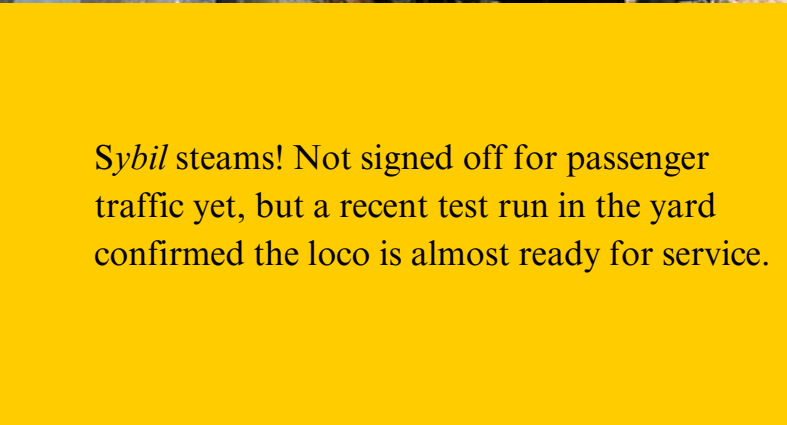 Sybil steams! Not signed off for passenger
traffic yet, but a recent test run in the yard
confirmed the loco is almost ready for service.